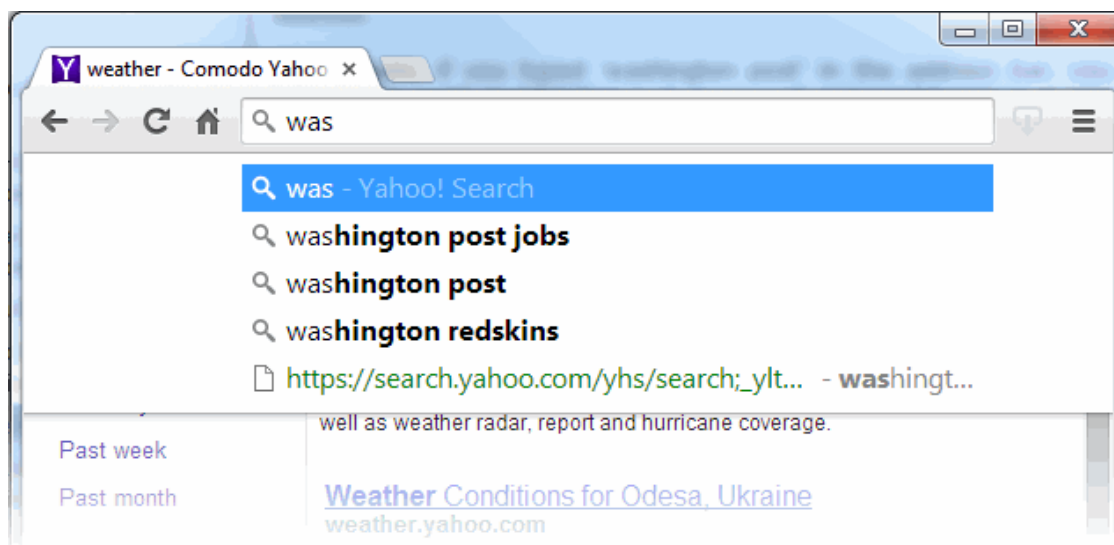 weather - Comodo Yahoo
was
was - Yahoo! Search
washington post jobs
washington post
washington redskins
https://search.yahoo.com/yhs/search;_ylt... - washingt...
well as weather radar, report and hurricane coverage.
Past week
Past month
Weather Conditions for Odesa, Ukraine
weather.yahoo.com